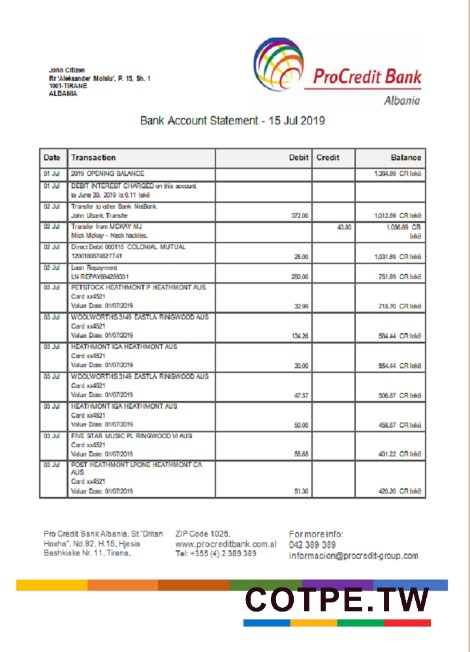 John Citizen
Rr 'Aleksander Moisiu', P. 15, Sh. 1
1001-TIRANE
ALBANIA
ProCredit Bank
Albania
Bank Account Statement - 15 Jul 2019
Date Transaction Debit Credit Balance
01 Jul 2019 OPENING BALANCE 1,384.89 CR lekë
01 Jul DEBIT INTEREST CHARGED on this account
to June 30, 2019 is 0.11 lekë
02 Jul Transfer to other Bank NetBank
John Ubank Transfer 372.00 1,012.89 CR lekë
02 Jul Transfer from MCKAY MJ 43.80 1,056.69 CR
Mick Mckay – Neck hackles. lekë
02 Jul Direct Debit 000115 COLONIAL MUTUAL
25.00 1,031.69 CR lekë
02 Jul Loan Repayment
280.00 751.69 CR lekë
03 Jul PETSTOCK HEATHMONT P HEATHMONT AUS
Card xx4521
Value Date: 01/07/2019 32.99 718.70 CR lekë
03 Jul WOOLWORTHS 3149 EASTLA RINGWOOD AUS
Card xx4521
Value Date: 01/07/2019 134.26 584.44 CR lekë
03 Jul HEATHMONT IGA HEATHMONT AUS
Card xx4521
Value Date: 01/07/2019 30.00 554.44 CR lekë
03 Jul WOOLWORTHS 3149 EASTLA RINGWOOD AUS
Card xx4521
Value Date: 01/07/2019 47.57 506.87 CR lekë
03 Jul HEATHMONT IGA HEATHMONT AUS
Card xx4521
Value Date: 01/07/2019 50.00 456.87 CR lekë
03 Jul FIVE STAR MUSIC PL RINGWOOD VI AUS
Card xx4521
Value Date: 01/07/2019 55.65 401.22 CR lekë
03 Jul POST HEATHMONT LPONE HEATHMONT CA
AUS
Card xx4521
Value Date: 01/07/2019 51.30 420.20 CR lekë
Pro Credit Bank Albania, St "Dritan
Hoxha", Nd.92, H.15, Hjesia
Bashkiake Nr. 11, Tirana,
ZIP Code 1026,
www.procreditbank.com.al
Tel: +355 (4) 2 389 389
For more info:
042 389 389
informacion@procredit-group.com
COTPE.TW